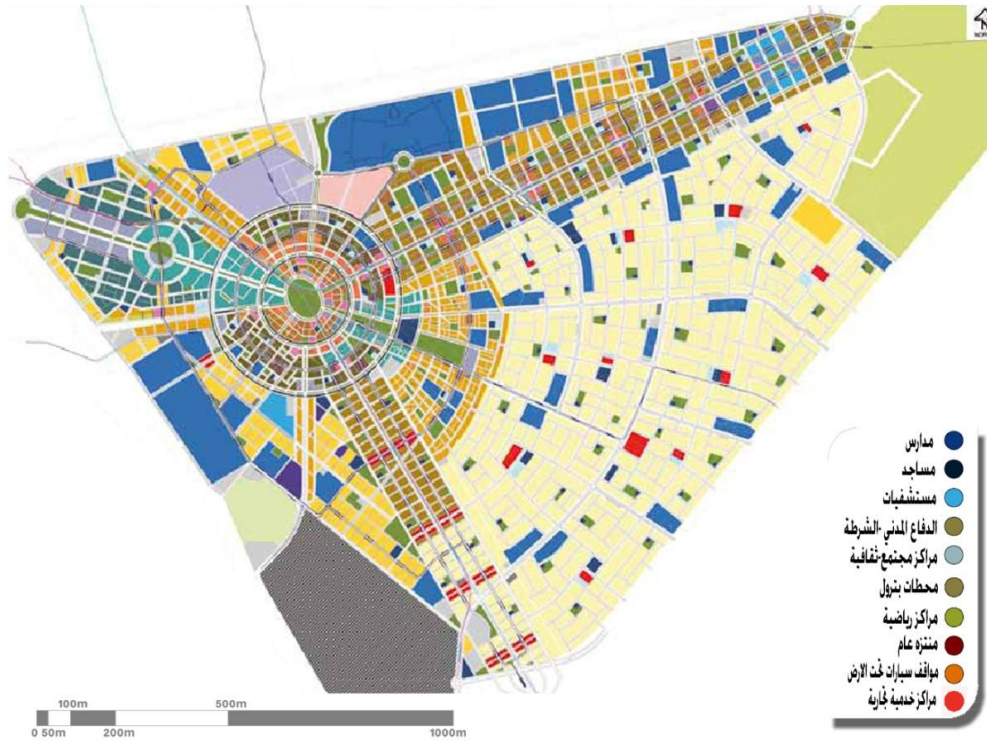 NOR
مدارس
مساجد
مستشفيات
الدفاع المدني -الشرطة
مراكز مجتمع-ثقافية
محطات بترول
مراكز رياضية
منتزه عام
مواقف سيارات تحت الارض
مراكز خدمية تجارية
100m 500m
0 50m 200m 1000m